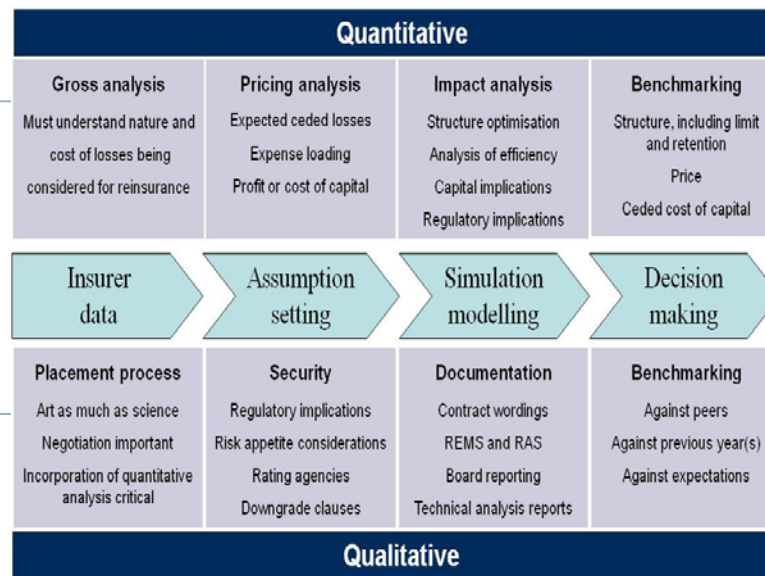 Quantitative
Gross analysis
Must understand nature and
cost of losses being
considered for reinsurance
Pricing analysis
Expected ceded losses
Expense loading
Profit or cost of capital
Impact analysis
Structure optimisation
Analysis of efficiency
Capital implications
Regulatory implications
Benchmarking
Structure, including limit
and retention
Price
Ceded cost of capital
Insurer
data
Assumption
setting
Simulation
modelling
Decision
making
Placement process
Art as much as science
Negotiation important
Incorporation of quantitative
analysis critical
Security
Regulatory implications
Risk appetite considerations
Rating agencies
Downgrade clauses
Documentation
Contract wordings
REMS and RAS
Board reporting
Technical analysis reports
Benchmarking
Against peers
Against previous year(s)
Against expectations
Qualitative